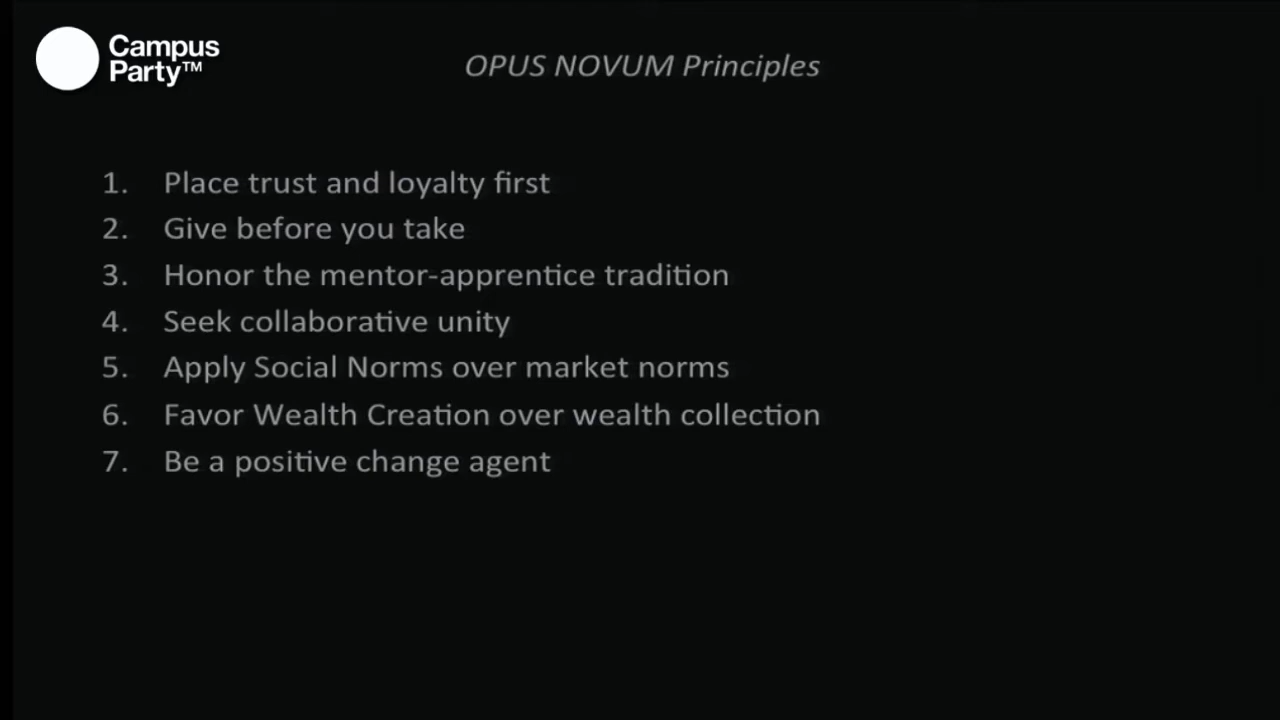 Campus
Party™
OPUS NOVUM Principles
1. Place trust and loyalty first
2. Give before you take
3. Honor the mentor-apprentice tradition
4. Seek collaborative unity
5. Apply Social Norms over market norms
6. Favor Wealth Creation over wealth collection
7. Be a positive change agent